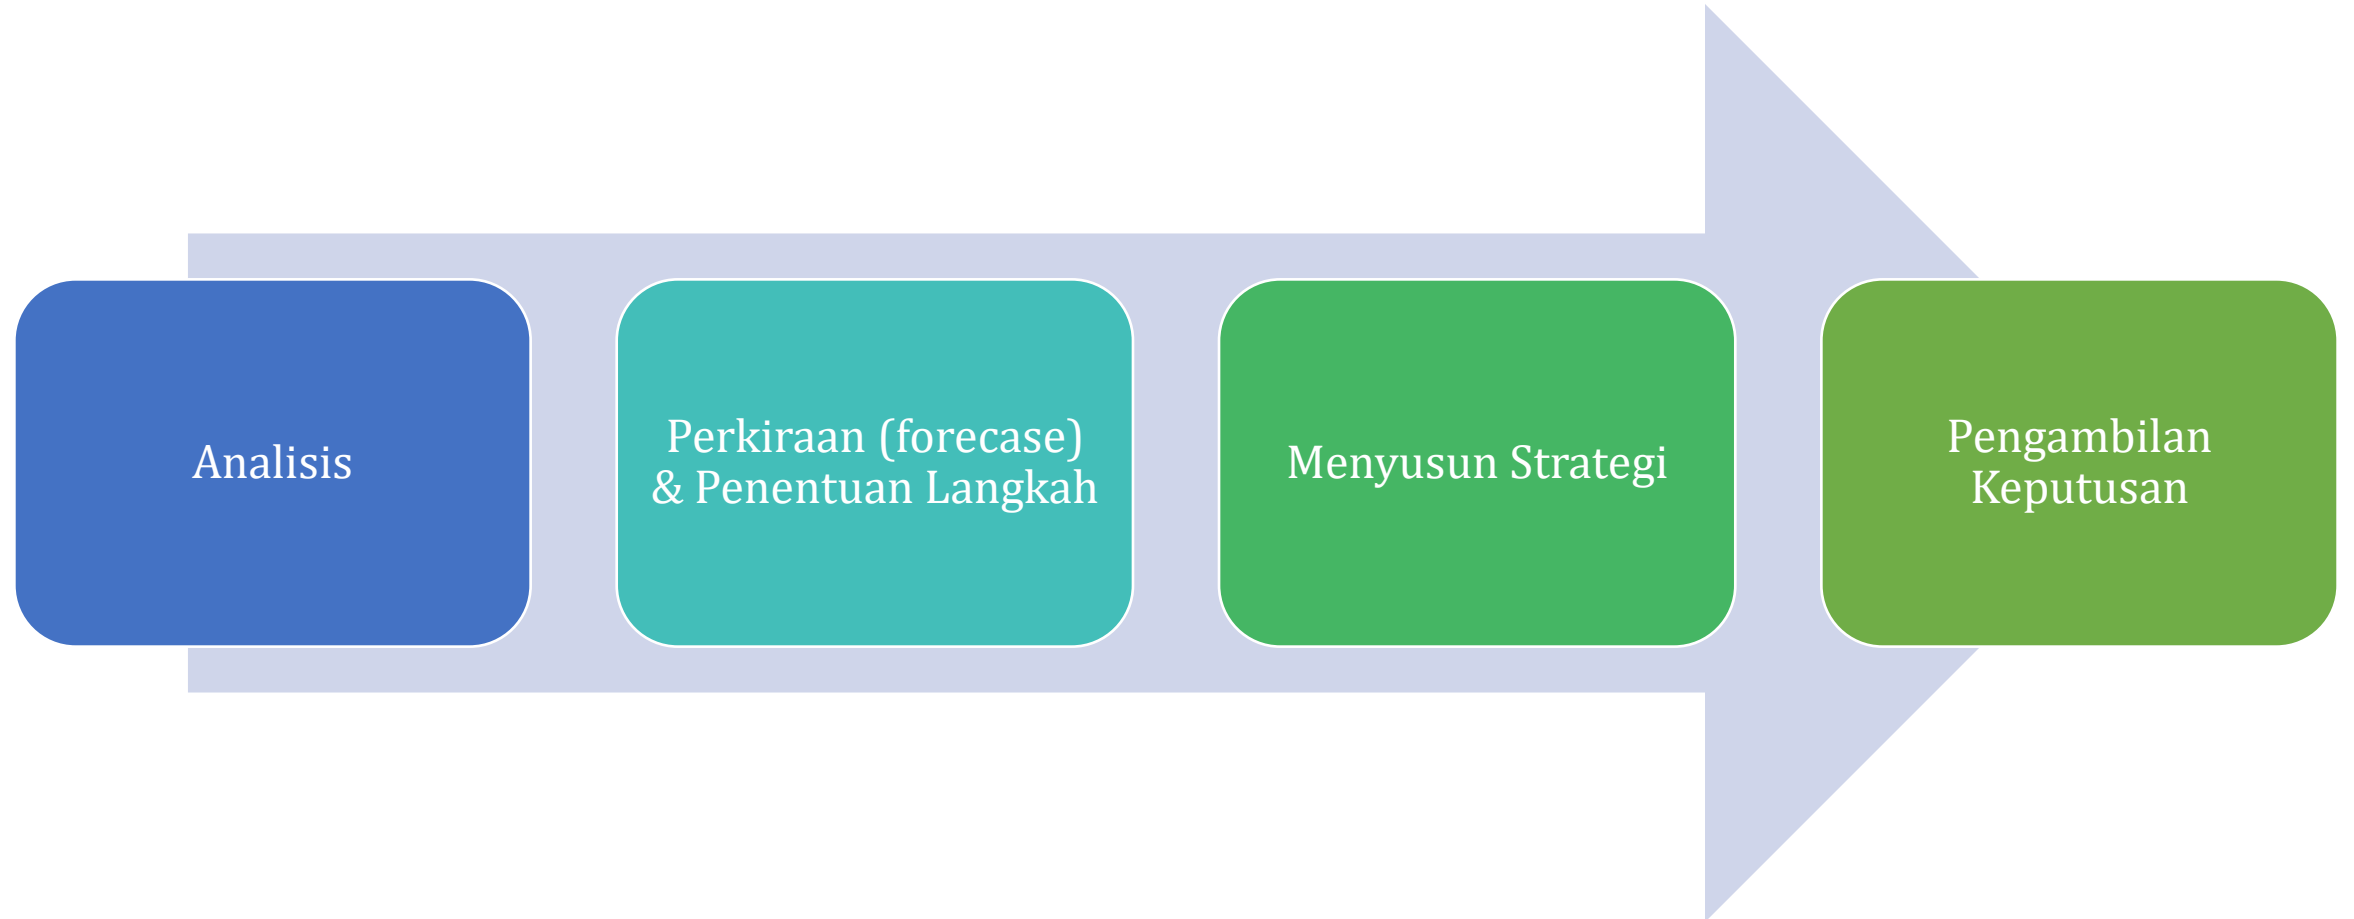 Analisis
Perkiraan (forecase)
& Penentuan Langkah
Menyusun Strategi
Pengambilan
Keputusan